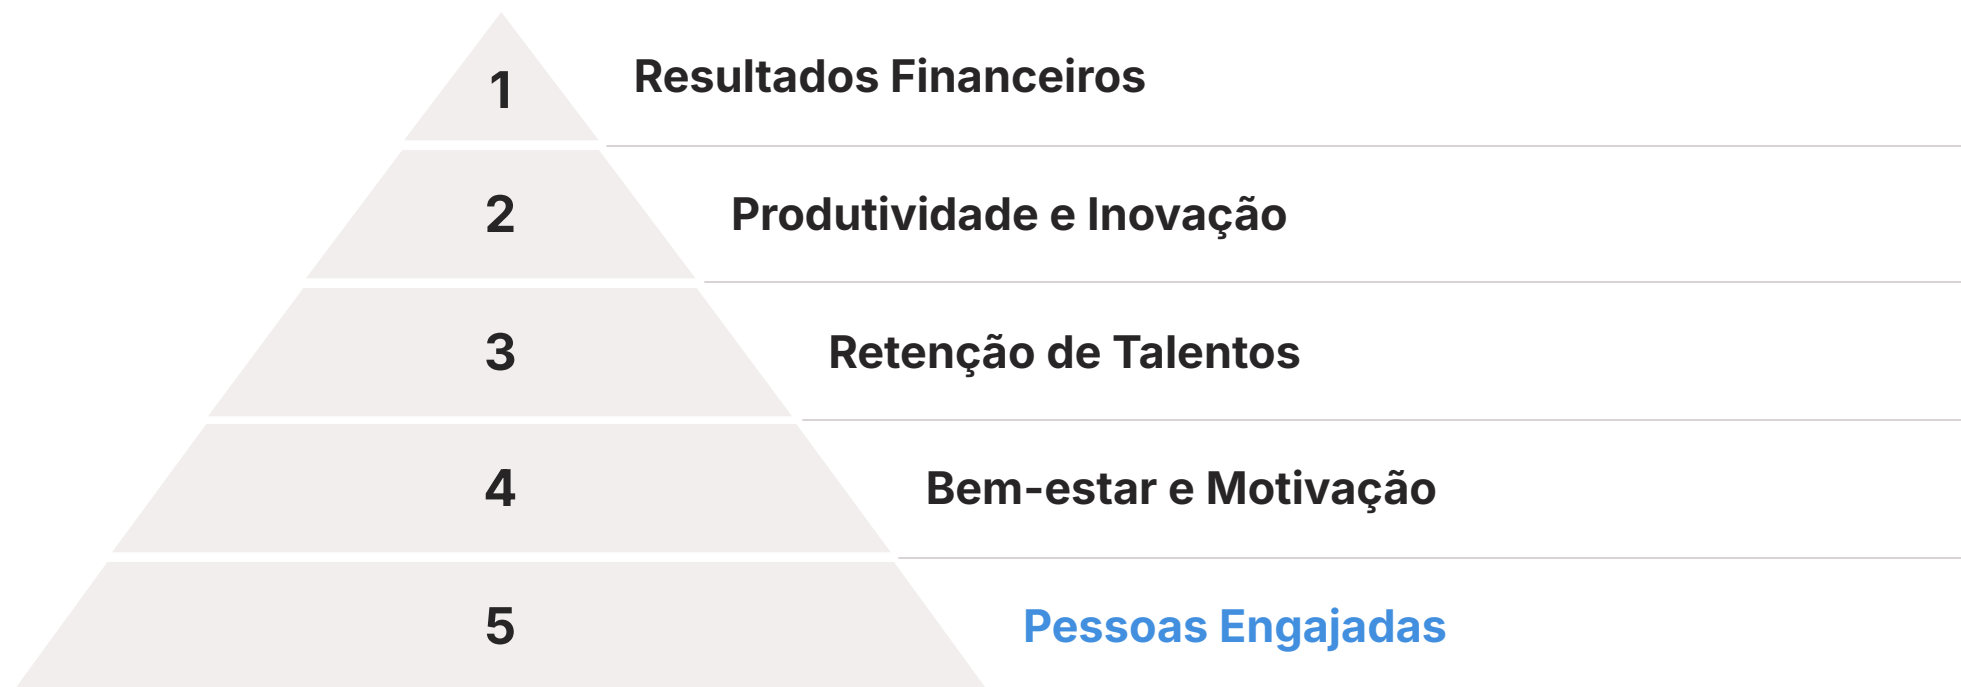 1 Resultados Financeiros
2 Produtividade e Inovação
3 Retenção de Talentos
4 Bem-estar e Motivação
5 Pessoas Engajadas